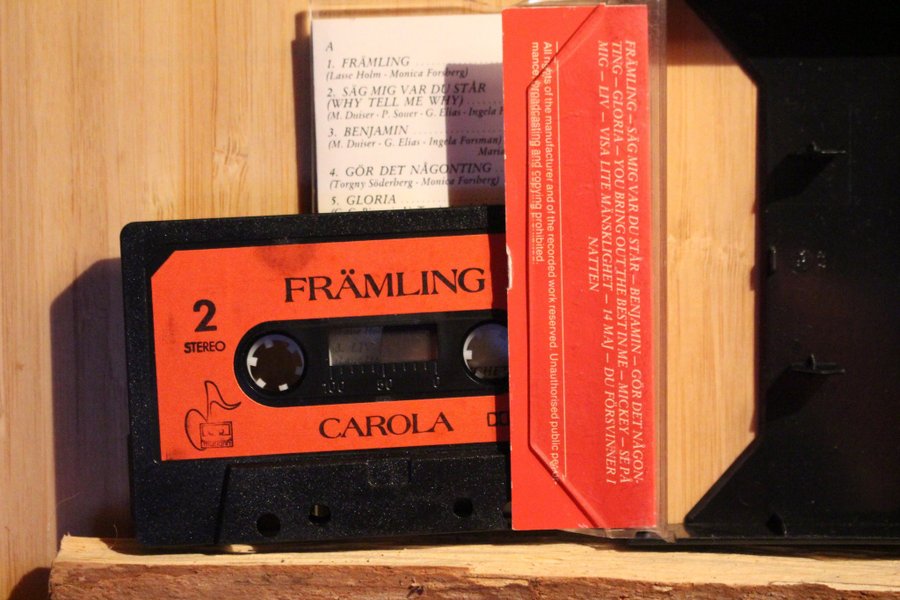 A
1. FRÄMLING
(Lasse Holm - Monica Forsberg)
2. SÄG MIG VAR DU STÅR
(WHY TELL ME WHY)
(M. Duiser - P. Sauer - G. Elias - Ingela F
3. BENJAMIN
(M. Duiser - G. Elias - Ingela Forsman)
Maria
4. GÖR DET NÅGONTING
(Torgny Söderberg - Monica Forsberg)
5. GLORIA
FRÄMLING
2
STEREO
100 50 0
CAROLA
FRÄMLING – SÄG MIG VAR DU STÅR – BENJAMIN – GÖR DET NÅGON-
TING – GLORIA – YOU BRING OUT THE BEST IN ME – MICKEY – SE PÅ
MIG – LIV – VISA LITE MÄNSKLIGHET – 14 MAJ – DU FÖRSVINNER I
NATTEN
All rights of the manufacturer and of the recorded work reserved. Unauthorised public perfor-
mance, broadcasting and copying prohibited.